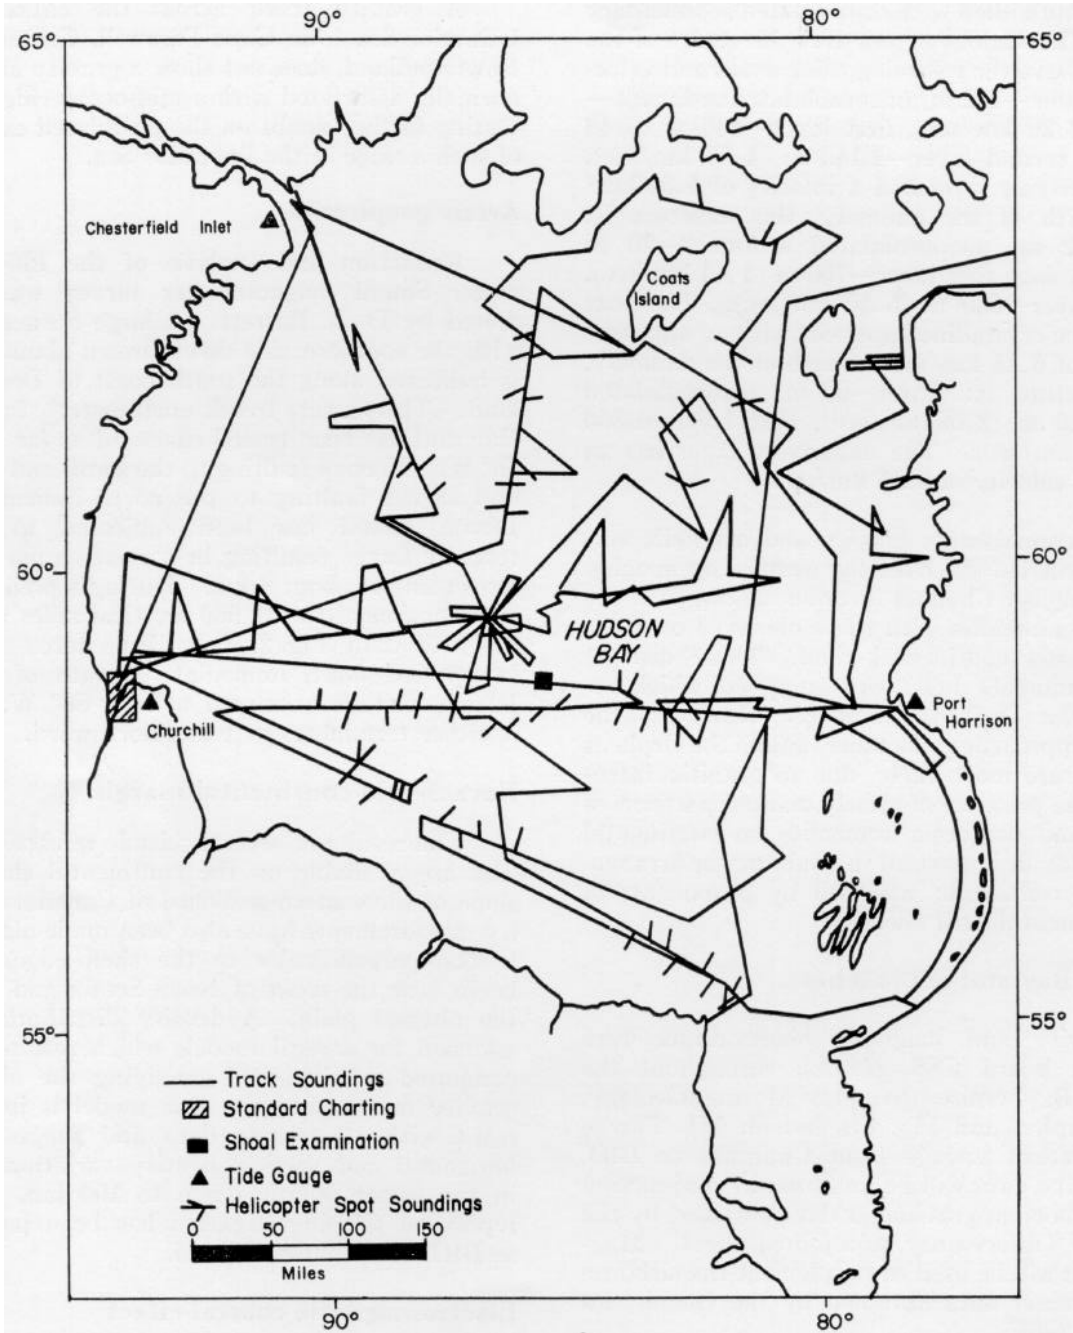 90°
80°
65°
65°
Chesterfield Inlet
Coats
Island
60°
60°
HUDSON
BAY
Port
Harrison
Churchill
55°
55°
Track Soundings
Standard Charting
Shoal Examination
Tide Gauge
Helicopter Spot Soundings
0 50 100 150
Miles
90°
80°